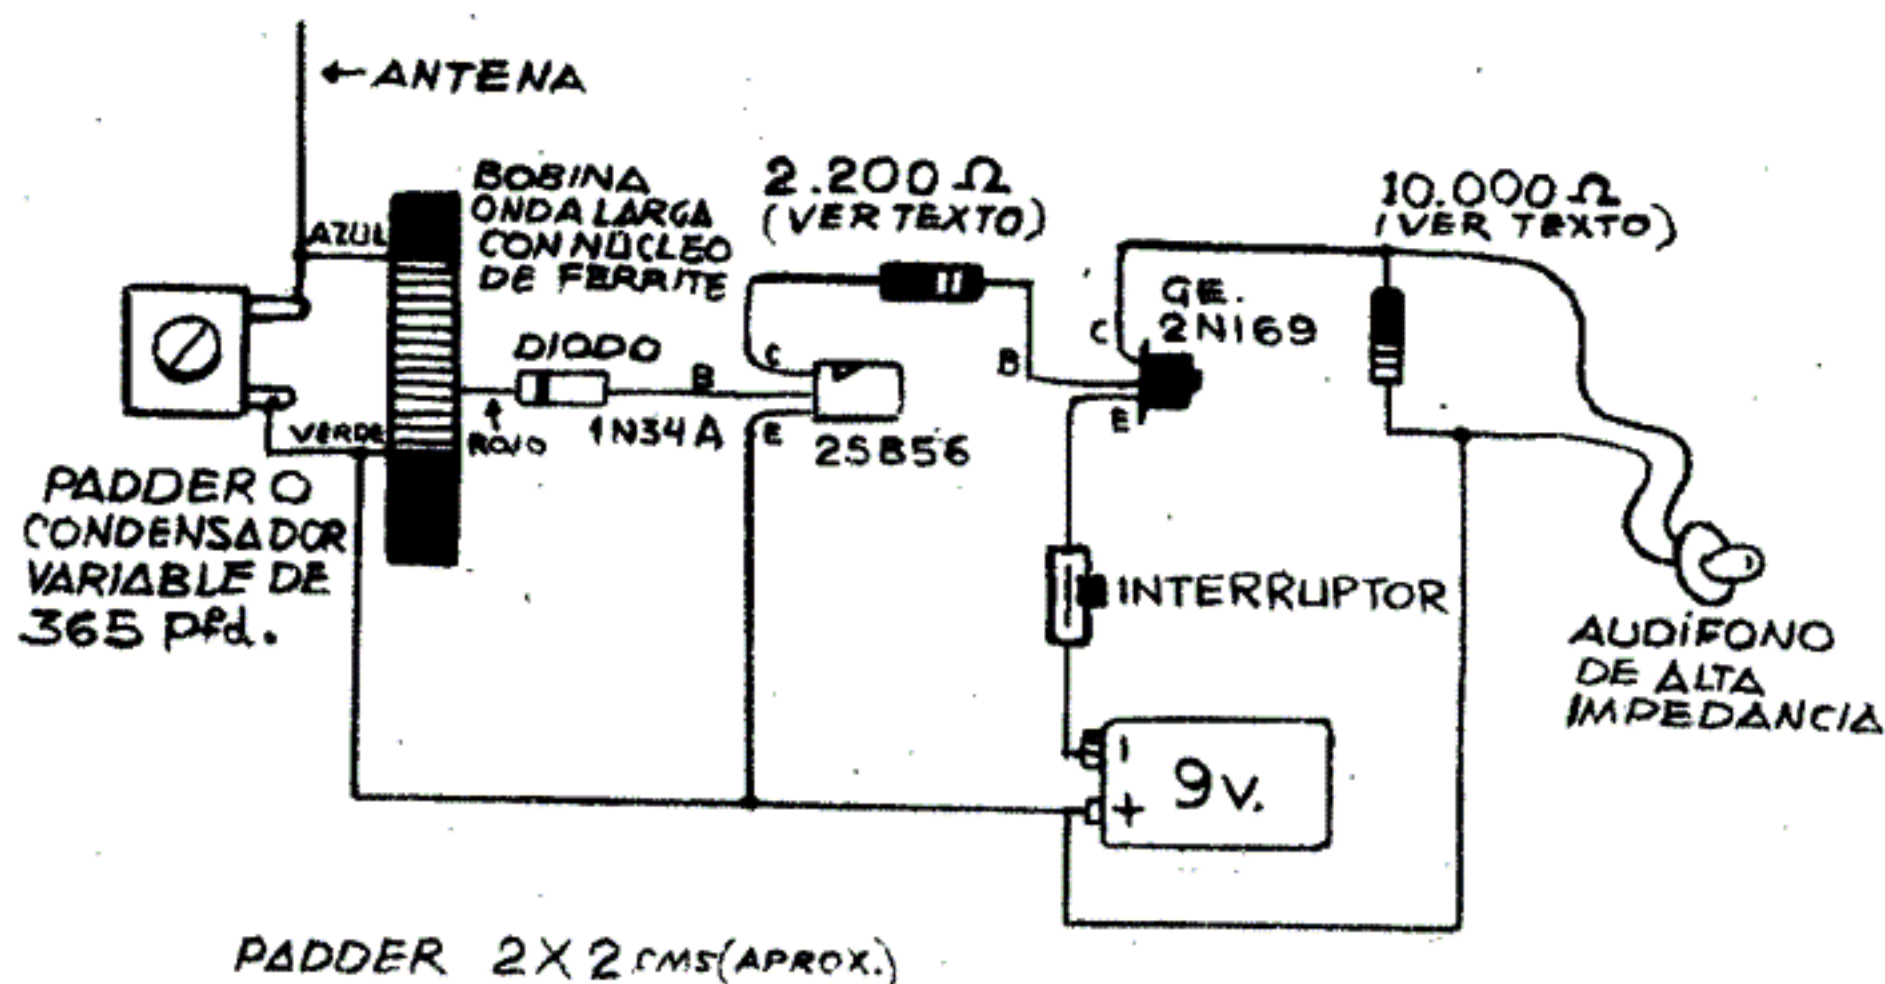 ←ANTENA
AZUL
BOBINA
ONDA LARGA
CON NÚCLEO
DE FERRITE
2.200 Ω
(VER TEXTO)
10.000 Ω
(VER TEXTO)
GE.
2N169
C
B
E
DIODO
1N34A
ROJO
C
B
E
2SB56
VERDE
PADDER O
CONDENSADOR
VARIABLE DE
365 Pfd.
INTERRUPTOR
AUDÍFONO
DE ALTA
IMPEDANCIA
9 V.
+
PADDER 2X2 CMS (APROX.)